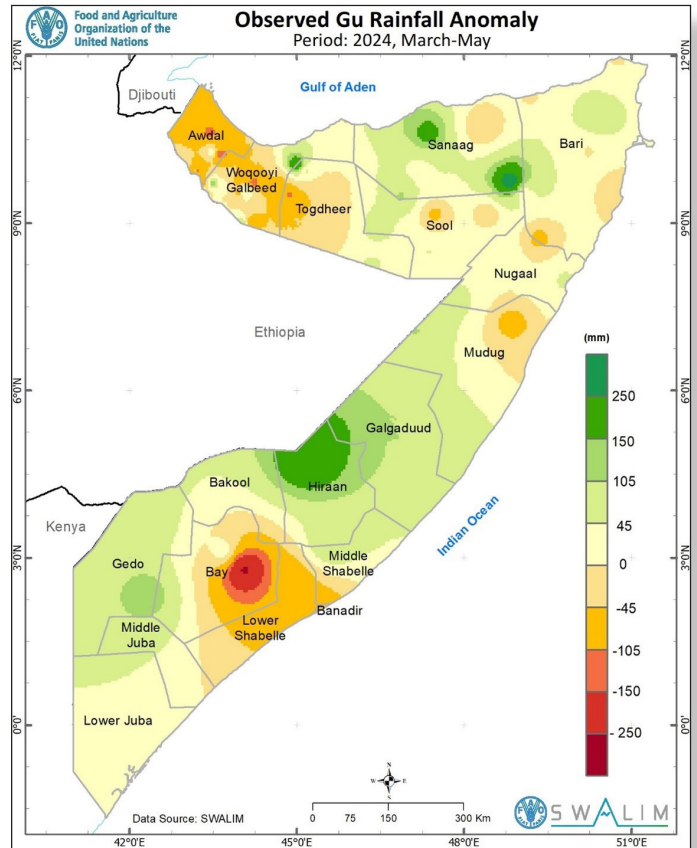 FAO
FIAT PANIS
Food and Agriculture
Organization of the
United Nations
Observed Gu Rainfall Anomaly
Period: 2024, March-May
12°0'N
12°0'N
Djibouti
Gulf of Aden
Awdal
Sanaag
Bari
Woqooyi
Galbeed
Togdheer
9°0'N
9°0'N
Sool
Nugaal
Ethiopia
Mudug
(mm)
250
150
105
45
0
-45
-105
-150
- 250
6°0'N
6°0'N
Galgaduud
Bakool
Hiraan
Kenya
Indian Ocean
3°0'N
3°0'N
Gedo
Bay
Middle
Shabelle
Banadir
Lower
Shabelle
Middle
Juba
Lower Juba
0°0'
0°0'
N
W
E
S
Data Source: SWALIM
0 75 150 300 Km
SWALIM
42°0'E
45°0'E
48°0'E
51°0'E